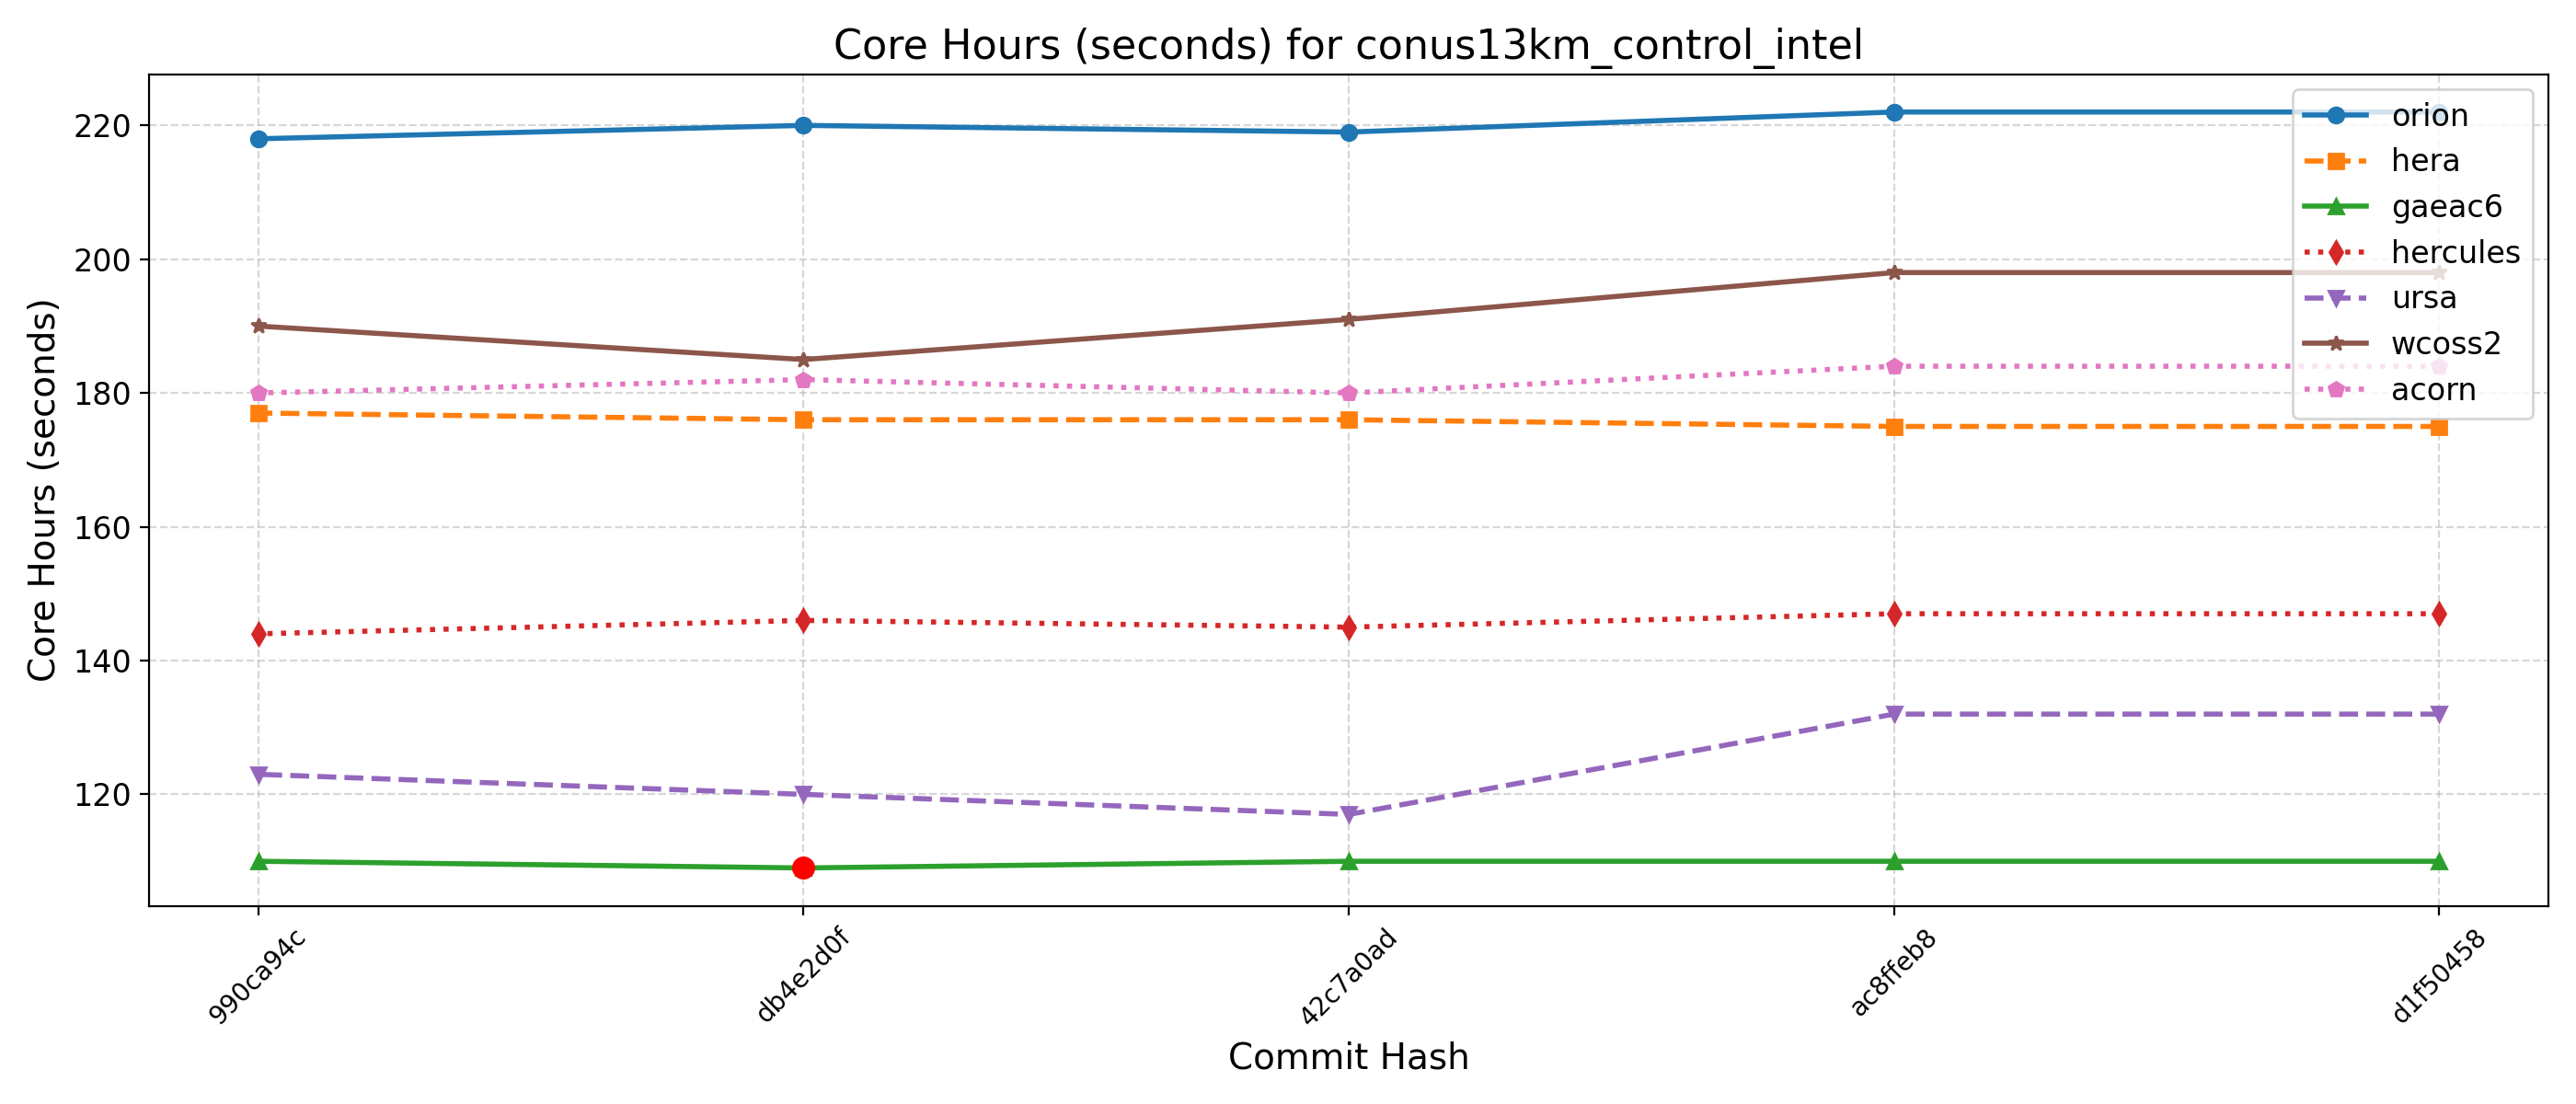 Core Hours (seconds) for conus13km_control_intel
Core Hours (seconds)
220
200
180
160
140
120
orion
hera
gaeac6
hercules
ursa
wcoss2
acorn
990ca94c
db4e2d0f
42c7a0ad
ac8ffeb8
d1f50458
Commit Hash